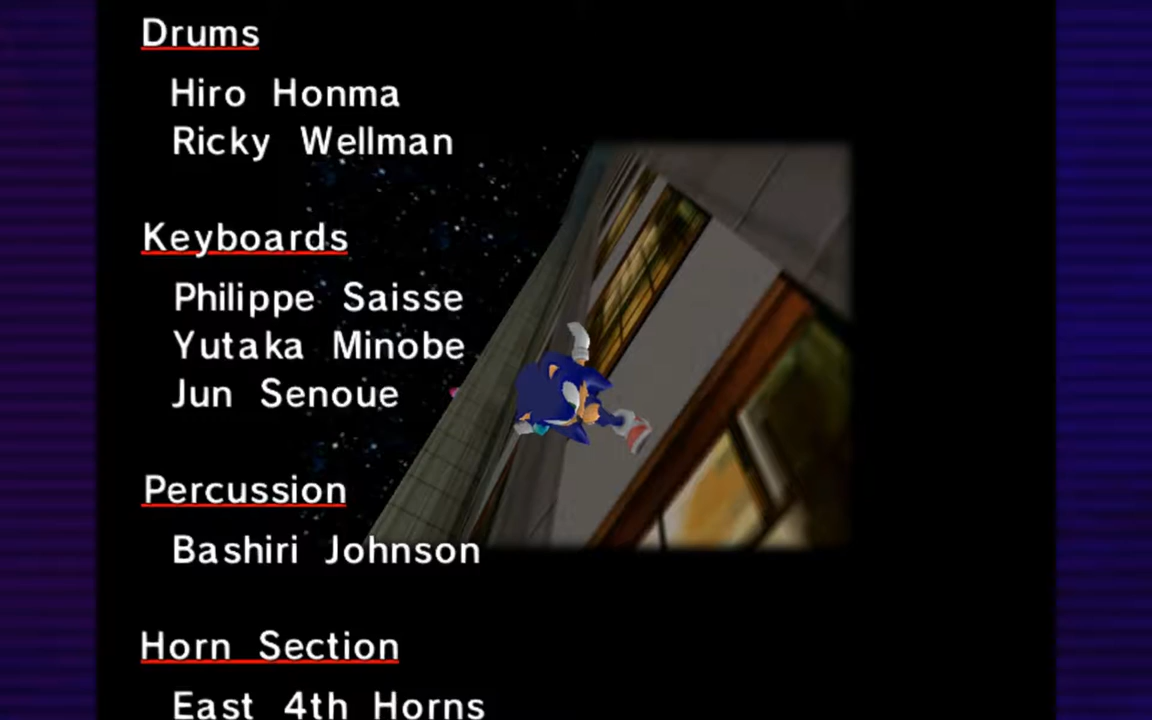 Drums
Hiro Honma
Ricky Wellman
Keyboards
Philippe Saisse
Yutaka Minobe
Jun Senoue
Percussion
Bashiri Johnson
Horn Section
East 4th Horns